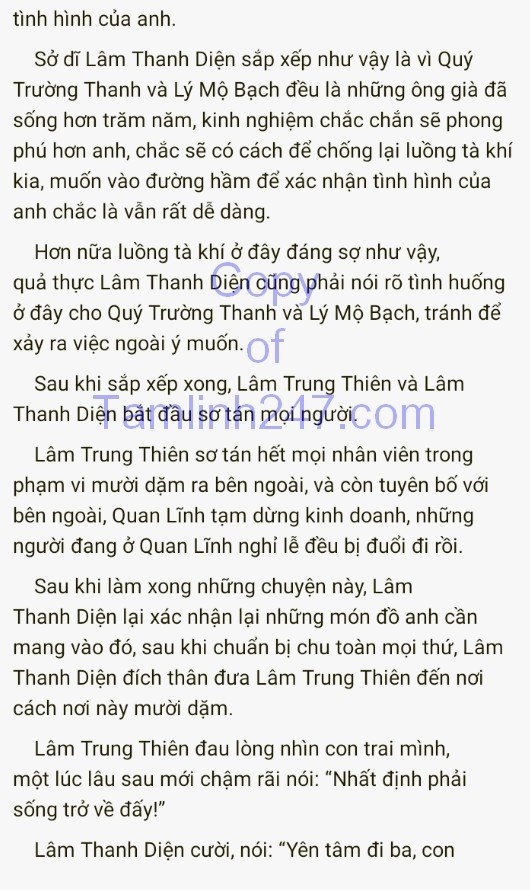 tình hình của anh.
Sở dĩ Lâm Thanh Diện sắp xếp như vậy là vì Quý
Trường Thanh và Lý Mộ Bạch đều là những ông già đã
sống hơn trăm năm, kinh nghiệm chắc chắn sẽ phong
phú hơn anh, chắc sẽ có cách để chống lại luồng tà khí
kia, muốn vào đường hầm để xác nhận tình hình của
anh chắc là vẫn rất dễ dàng.
Hơn nữa luồng tà khí ở đây đáng sợ như vậy,
quả thực Lâm Thanh Diện cũng phải nói rõ tình huống
ở đây cho Quý Trường Thanh và Lý Mộ Bạch, tránh để
xảy ra việc ngoài ý muốn.
Copy
of
Tamlinh247.com
Sau khi sắp xếp xong, Lâm Trung Thiên và Lâm
Thanh Diện bắt đầu sơ tán mọi người.
Lâm Trung Thiên sơ tán hết mọi nhân viên trong
phạm vi mười dặm ra bên ngoài, và còn tuyên bố với
bên ngoài, Quan Lĩnh tạm dừng kinh doanh, những
người đang ở Quan Lĩnh nghỉ lễ đều bị đuổi đi rồi.
Sau khi làm xong những chuyện này, Lâm
Thanh Diện lại xác nhận lại những món đồ anh cần
mang vào đó, sau khi chuẩn bị chu toàn mọi thứ, Lâm
Thanh Diện đích thân đưa Lâm Trung Thiên đến nơi
cách nơi này mười dặm.
Lâm Trung Thiên đau lòng nhìn con trai mình,
một lúc lâu sau mới chậm rãi nói: “Nhất định phải
sống trở về đấy!”
Lâm Thanh Diện cười, nói: “Yên tâm đi ba, con